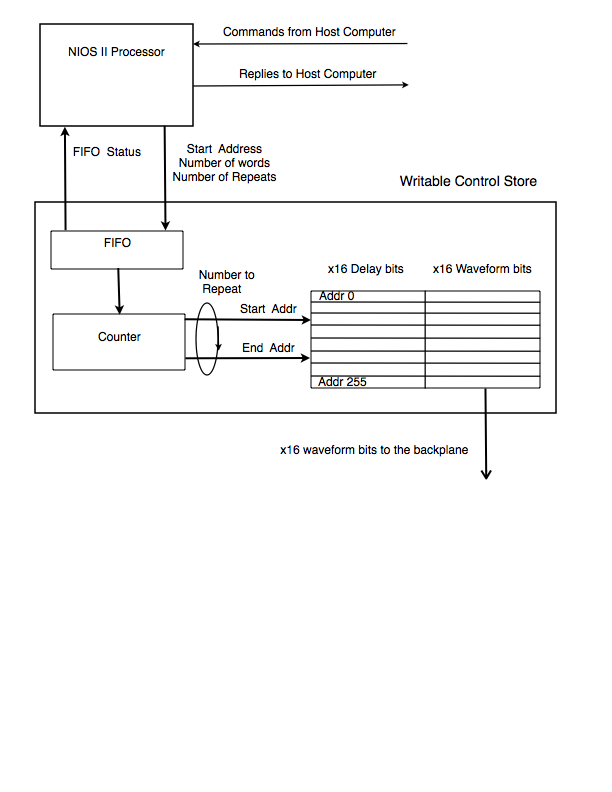 Commands from Host Computer
NIOS II Processor
Replies to Host Computer
FIFO Status
Start Address
Number of words
Number of Repeats
Writable Control Store
FIFO
Number to
Repeat
x16 Delay bits
x16 Waveform bits
Addr 0
Start Addr
Counter
End Addr
Addr 255
x16 waveform bits to the backplane